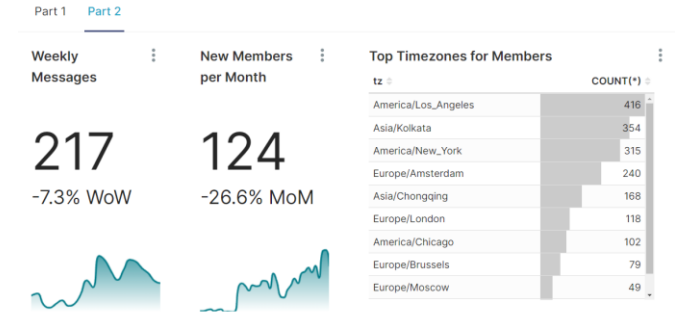 Part 1 Part 2
Weekly Messages
217
-7.3% WoW
New Members per Month
124
-26.6% MoM
Top Timezones for Members
tz COUNT(*)
America/Los_Angeles 416
Asia/Kolkata 354
America/New_York 315
Europe/Amsterdam 240
Asia/Chongqing 168
Europe/London 118
America/Chicago 102
Europe/Brussels 79
Europe/Moscow 49